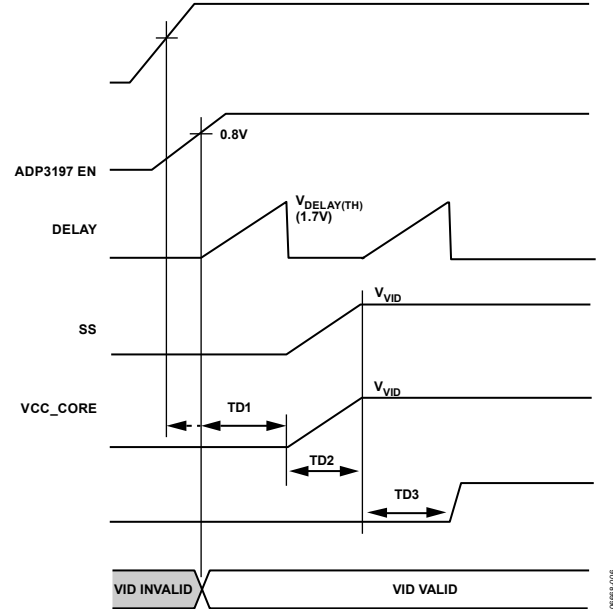 0.8V
ADP3197 EN
V_DELAY(TH)
(1.7V)
DELAY
V_VID
SS
V_VID
VCC_CORE
TD1
TD2
TD3
VID INVALID
VID VALID